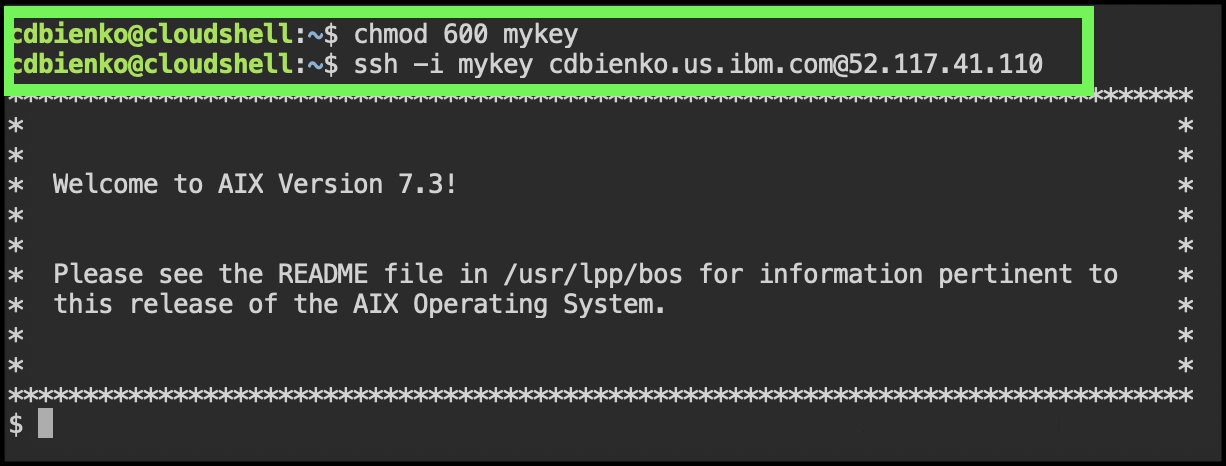 cdbienko@cloudshell:~$ chmod 600 mykey
cdbienko@cloudshell:~$ ssh -i mykey cdbienko.us.ibm.com@52.117.41.110
*******************************************************************************
*                                                                             *
*                                                                             *
*  Welcome to AIX Version 7.3!                                                *
*                                                                             *
*                                                                             *
*  Please see the README file in /usr/lpp/bos for information pertinent to    *
*  this release of the AIX Operating System.                                  *
*                                                                             *
*                                                                             *
*******************************************************************************
$